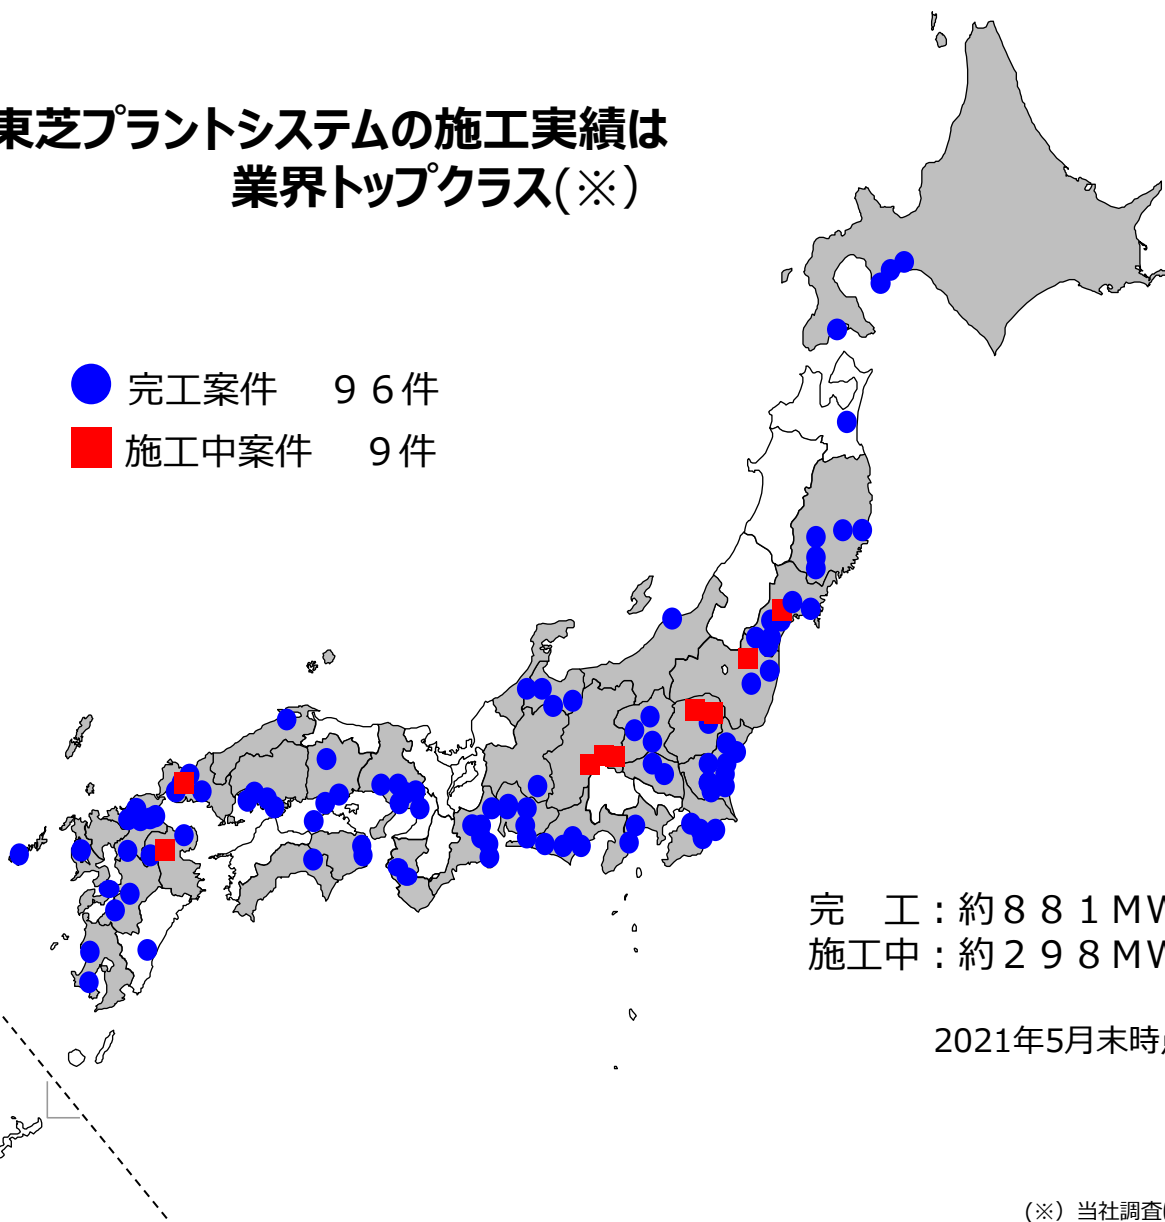 東芝プラントシステムの施工実績は
業界トップクラス(※)
完工案件　９６件
施工中案件　９件
完　工：約８８１MW
施工中：約２９８MW
2021年5月末時点
(※) 当社調査